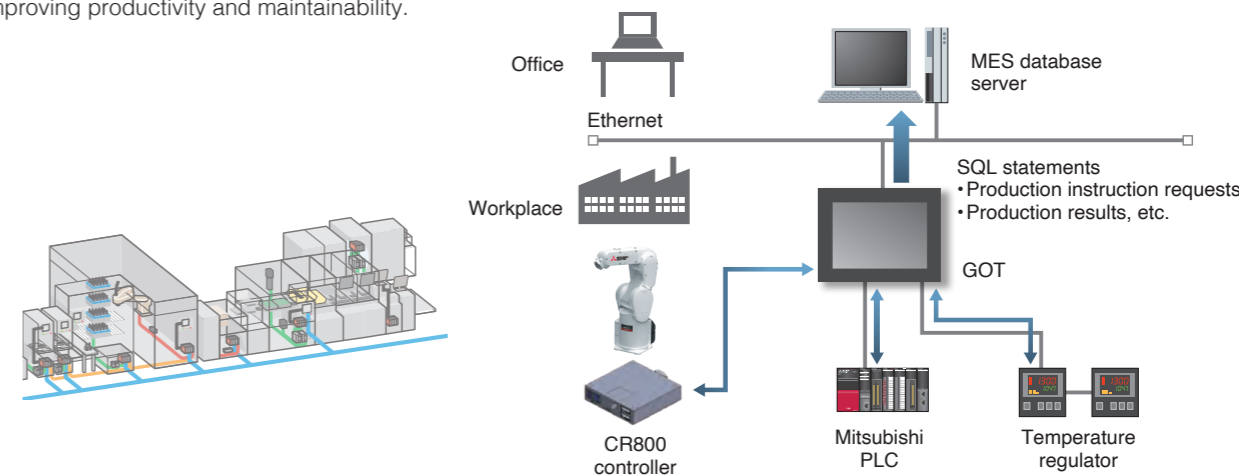 mproving productivity and maintainability.
Office
MES database
server
Ethernet
SQL statements
・Production instruction requests
・Production results, etc.
Workplace
GOT
CR800
controller
Mitsubishi
PLC
Temperature
regulator